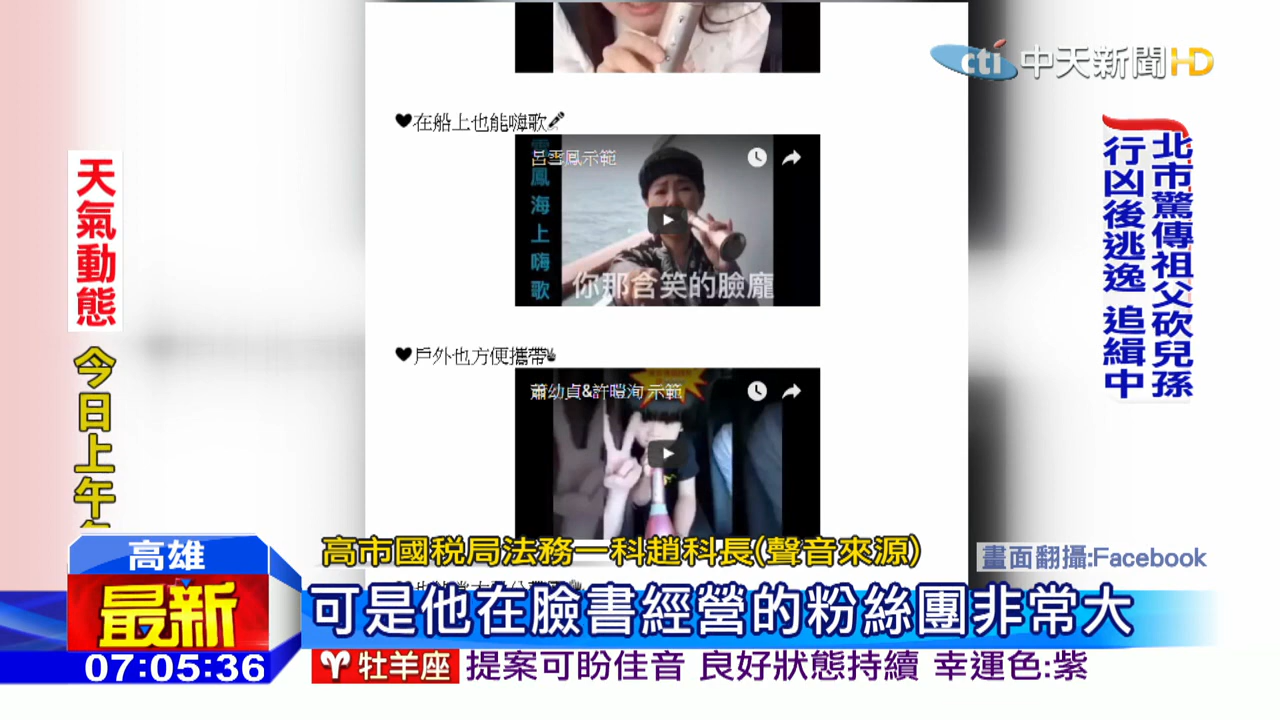 cti 中天新聞HD
♥在船上也能嗨歌🎤
呂雪鳳示範
雪鳳海上嗨歌
你那含笑的臉龐
♥戶外也方便攜帶
蕭幼貞&許暟洵 示範
天氣動態
今日上午
北市驚傳祖父砍兒孫
行凶後逃逸 追緝中
高雄
高市國稅局法務一科趙科長(聲音來源)
畫面翻攝:Facebook
最新
可是他在臉書經營的粉絲團非常大
07:05:36
牡羊座 提案可盼佳音 良好狀態持續 幸運色:紫